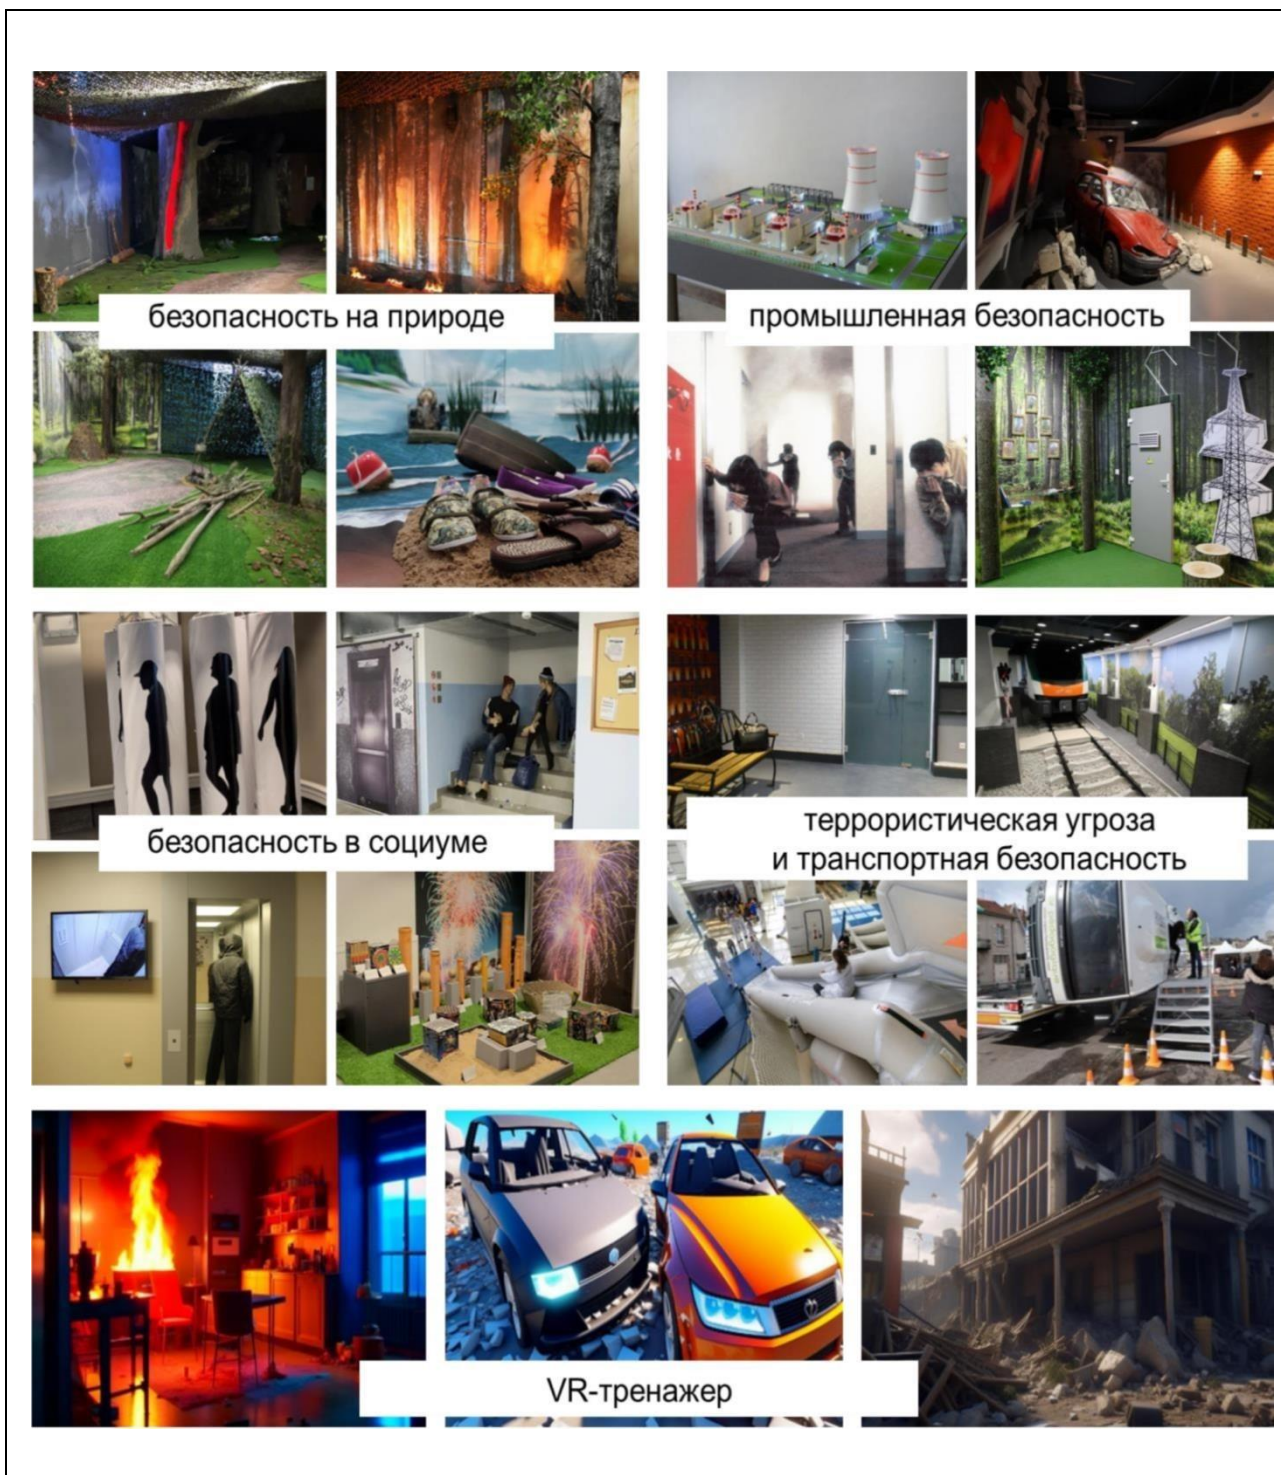 безопасность на природе
промышленная безопасность
безопасность в социуме
террористическая угроза
и транспортная безопасность
VR-тренажер